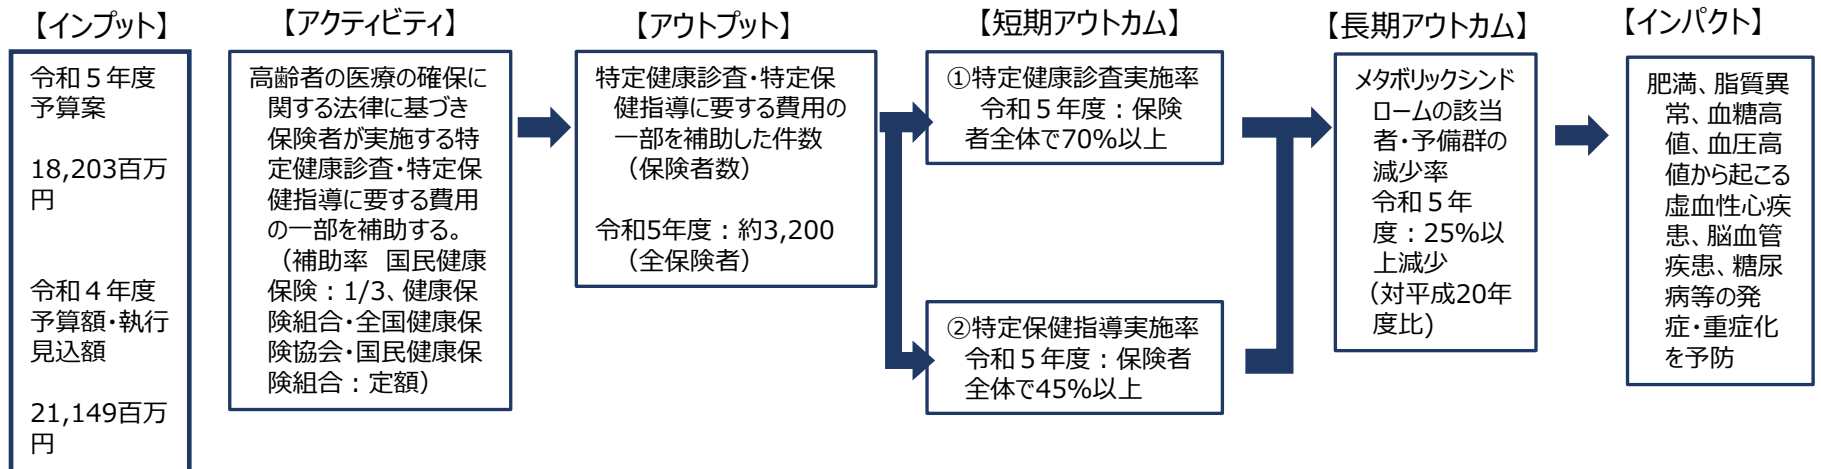 【インプット】
令和５年度
予算案
18,203百万
円
令和４年度
予算額・執行
見込額
21,149百万
円
【アクティビティ】
高齢者の医療の確保に
関する法律に基づき
保険者が実施する特
定健康診査・特定保
健指導に要する費用
の一部を補助する。
（補助率　国民健康
保険：1/3、健康保
険組合・全国健康保
険協会・国民健康保
険組合：定額）
【アウトプット】
特定健康診査・特定保
健指導に要する費用の
一部を補助した件数
（保険者数）
令和5年度：約3,200
（全保険者）
【短期アウトカム】
①特定健康診査実施率
令和５年度：保険
者全体で70%以上
②特定保健指導実施率
令和５年度：保険者
全体で45%以上
【長期アウトカム】
メタボリックシンド
ロームの該当
者・予備群の
減少率
令和５年
度：25%以
上減少
（対平成20年
度比)
【インパクト】
肥満、脂質異
常、血糖高
値、血圧高
値から起こる
虚血性心疾
患、脳血管
疾患、糖尿
病等の発
症・重症化
を予防